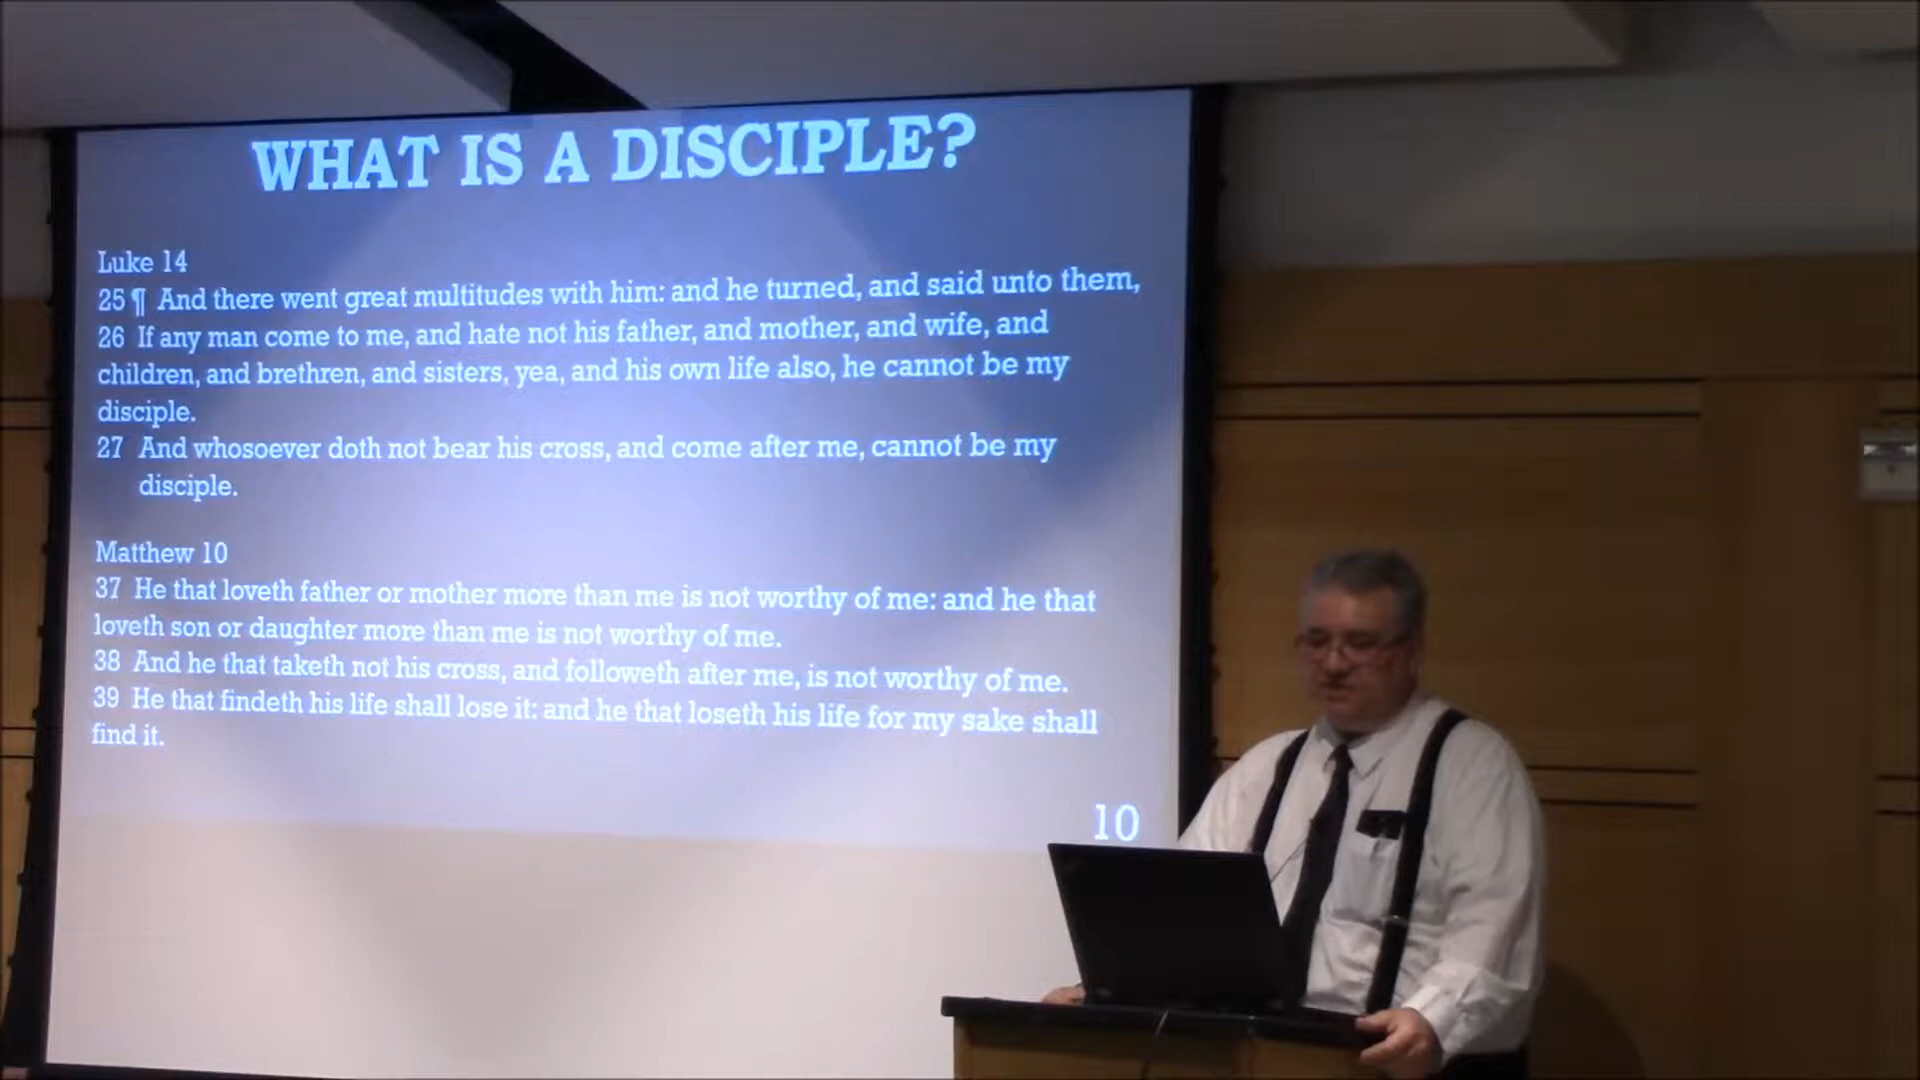 WHAT IS A DISCIPLE?
Luke 14
25 ¶ And there went great multitudes with him: and he turned, and said unto them,
26 If any man come to me, and hate not his father, and mother, and wife, and
children, and brethren, and sisters, yea, and his own life also, he cannot be my
disciple.
27 And whosoever doth not bear his cross, and come after me, cannot be my
disciple.
Matthew 10
37 He that loveth father or mother more than me is not worthy of me: and he that
loveth son or daughter more than me is not worthy of me.
38 And he that taketh not his cross, and followeth after me, is not worthy of me.
39 He that findeth his life shall lose it: and he that loseth his life for my sake shall
find it.
10